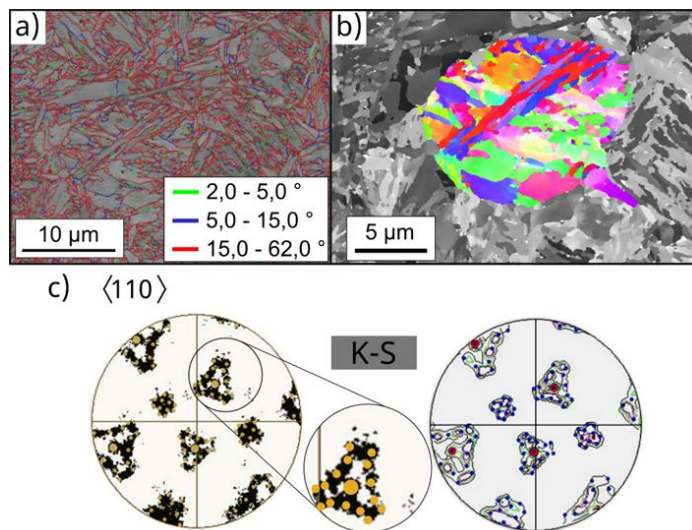 a)
2,0 - 5,0 °
5,0 - 15,0 °
15,0 - 62,0 °
10 µm
b)
5 µm
c) ⟨110⟩
K-S